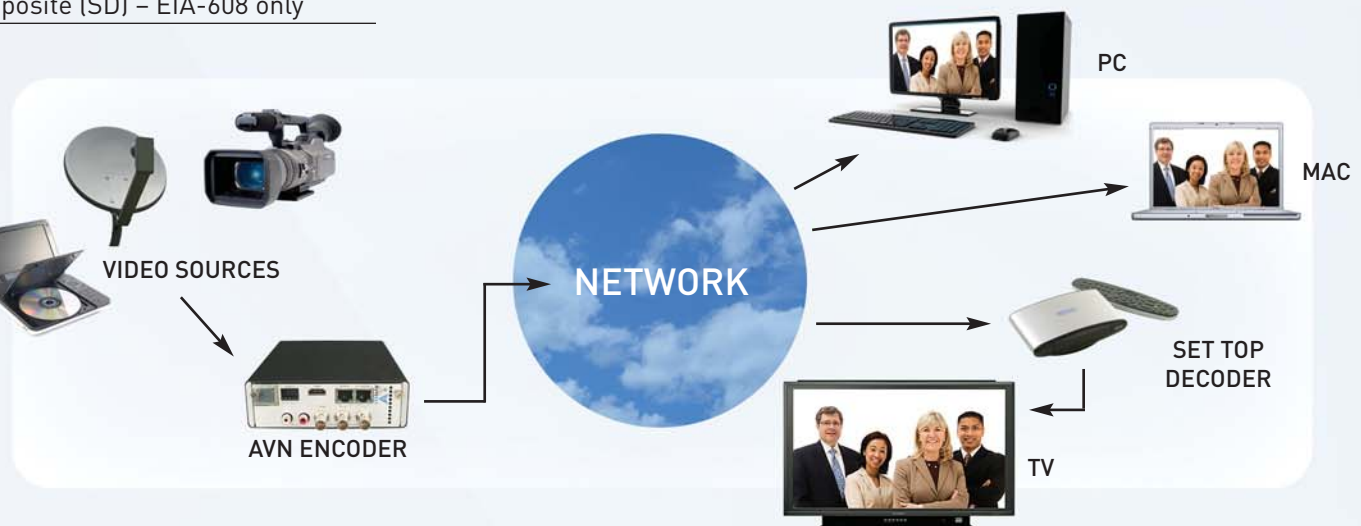 posite (SD) – EIA-608 only
PC
MAC
VIDEO SOURCES
NETWORK
SET TOP
DECODER
AVN ENCODER
TV